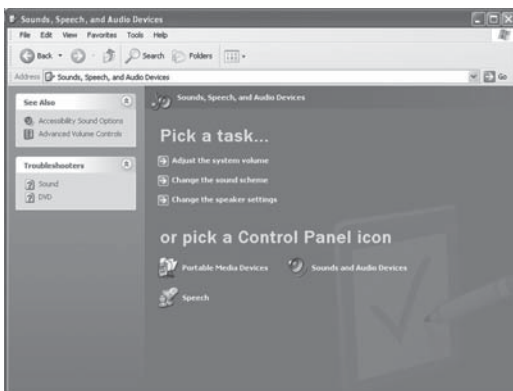 Sounds, Speech, and Audio Devices
File Edit View Favorites Tools Help
Back Search Folders
Address Sounds, Speech, and Audio Devices Go
See Also
Accessibility Sound Options
Advanced Volume Controls
Troubleshooters
Sound
DVD
Sounds, Speech, and Audio Devices
Pick a task...
Adjust the system volume
Change the sound scheme
Change the speaker settings
or pick a Control Panel icon
Portable Media Devices Sounds and Audio Devices
Speech